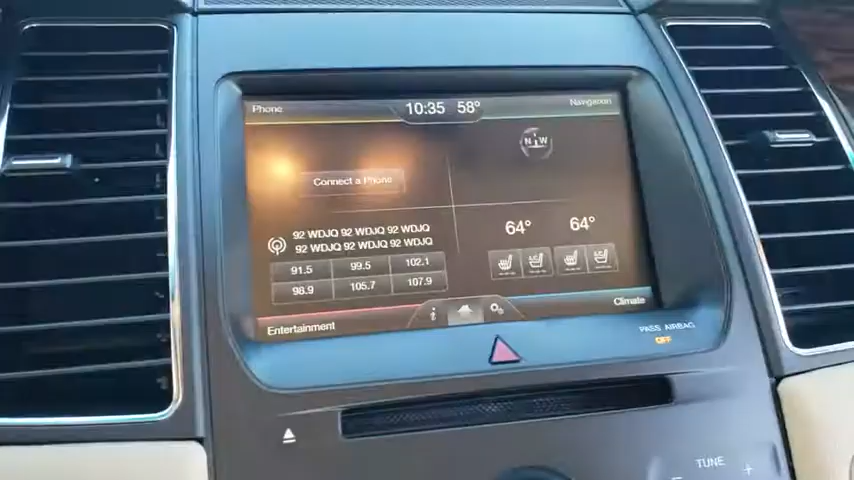 Phone
10:35 58°
Navigation
N W
Connect a Phone
92 WDJQ 92 WDJQ 92 WDJQ
92 WDJQ 92 WDJQ 92 WDJQ
91.5 99.5 102.1
98.9 105.7 107.9
64° 64°
Entertainment
i
Climate
PASS AIRBAG
OFF
TUNE
- +